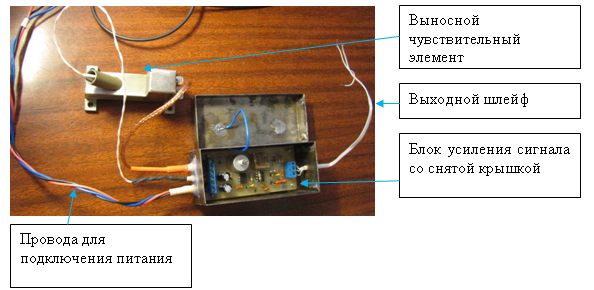 Выносной
чувствительный
элемент
Выходной шлейф
Блок усиления сигнала
со снятой крышкой
Провода для
подключения питания